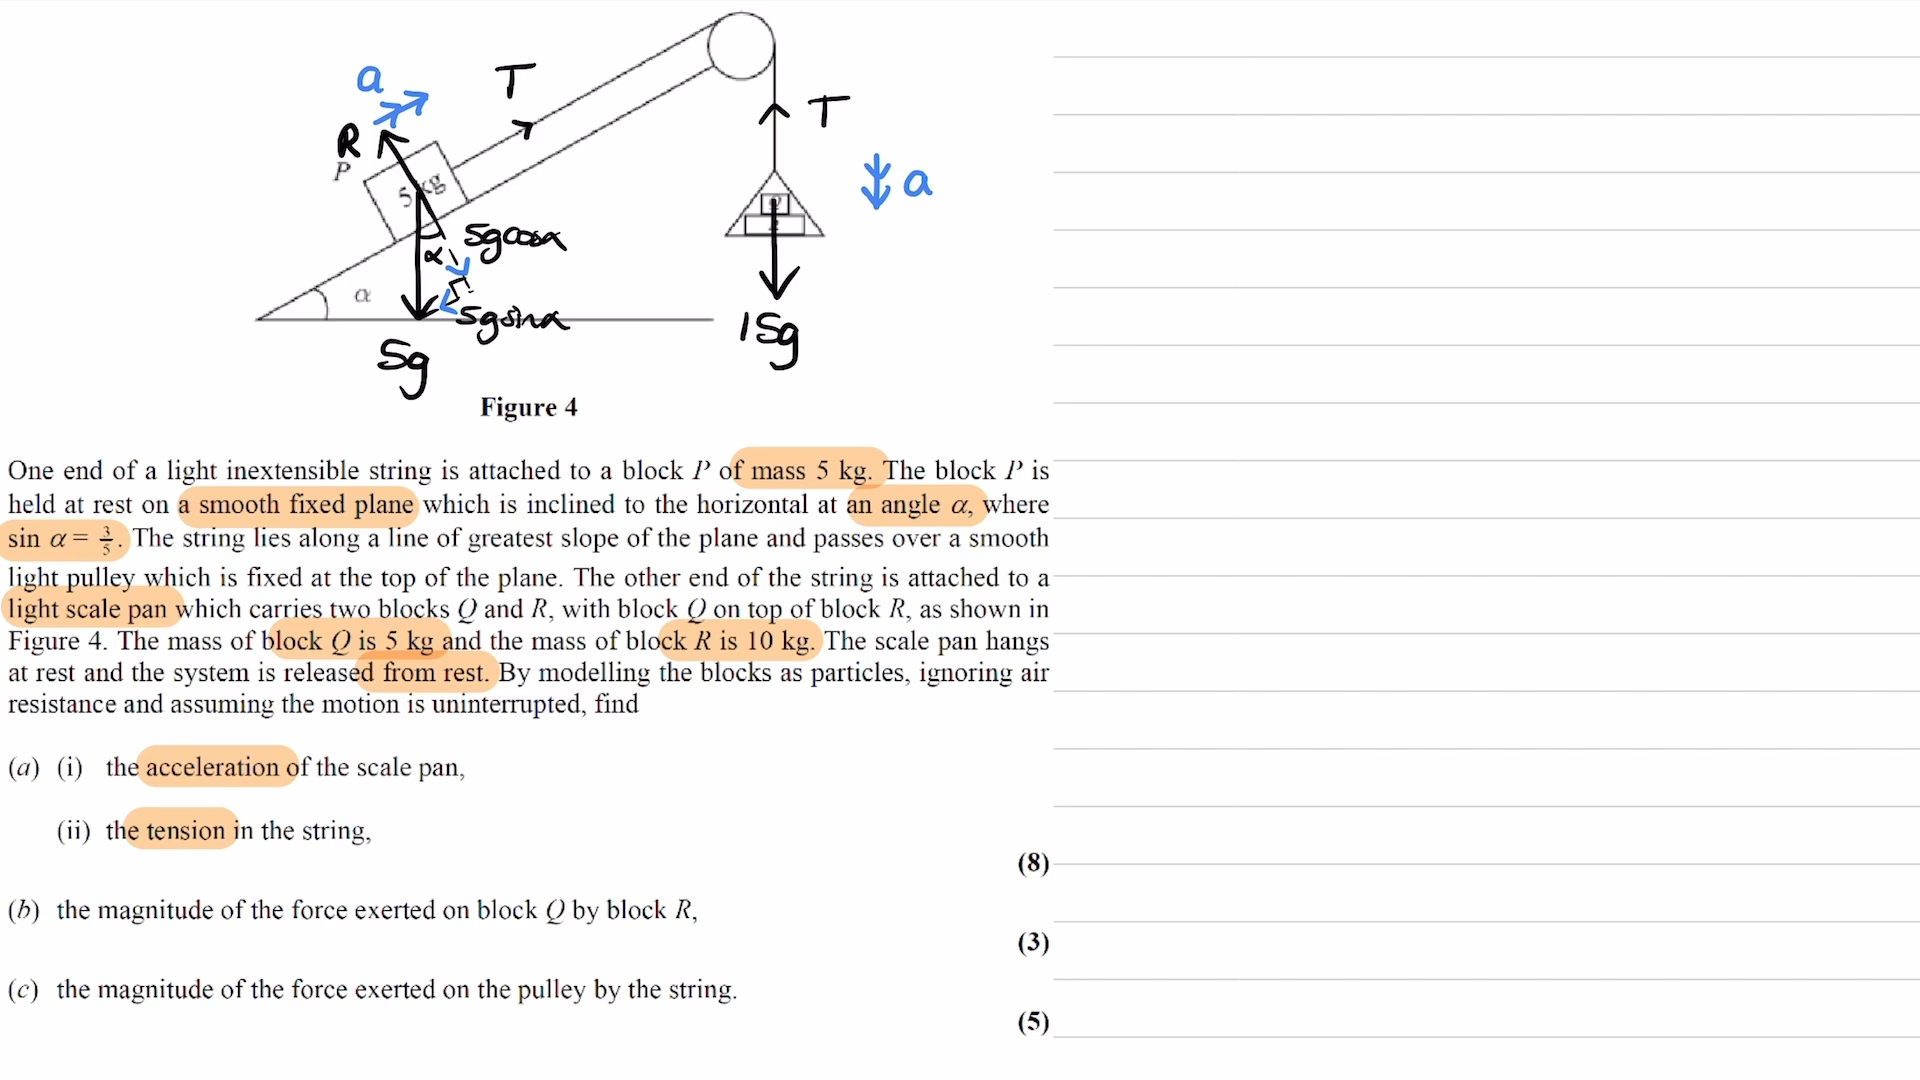 a
T
T
R
P
5 kg
a
Q
5gcosα
α
α
5gsinα
15g
5g
Figure 4
One end of a light inextensible string is attached to a block P of mass 5 kg. The block P is
held at rest on a smooth fixed plane which is inclined to the horizontal at an angle α, where
sin α = 3/5. The string lies along a line of greatest slope of the plane and passes over a smooth
light pulley which is fixed at the top of the plane. The other end of the string is attached to a
light scale pan which carries two blocks Q and R, with block Q on top of block R, as shown in
Figure 4. The mass of block Q is 5 kg and the mass of block R is 10 kg. The scale pan hangs
at rest and the system is released from rest. By modelling the blocks as particles, ignoring air
resistance and assuming the motion is uninterrupted, find
(a) (i) the acceleration of the scale pan,
(ii) the tension in the string,
(8)
(b) the magnitude of the force exerted on block Q by block R,
(3)
(c) the magnitude of the force exerted on the pulley by the string.
(5)